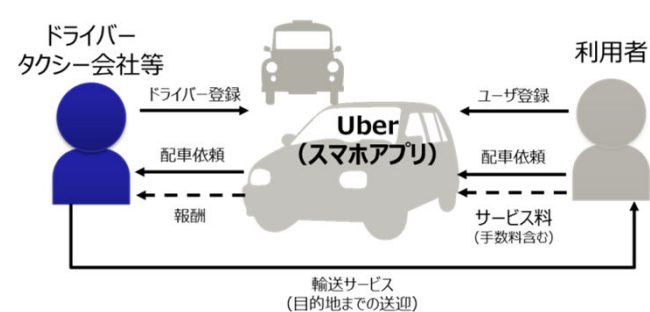 ドライバー
タクシー会社等
利用者
ドライバー登録
ユーザ登録
Uber
(スマホアプリ)
配車依頼
配車依頼
報酬
サービス料
(手数料含む)
輸送サービス
(目的地までの送迎)